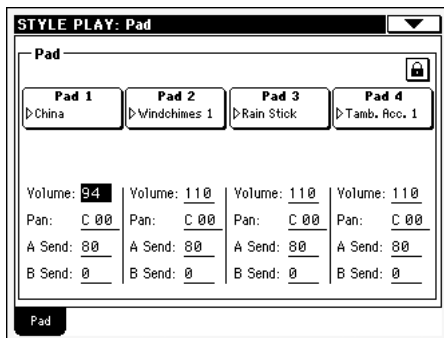 STYLE PLAY: Pad
Pad
Pad 1 Pad 2 Pad 3 Pad 4
▷China ▷Windchimes 1 ▷Rain Stick ▷Tamb. Acc. 1
Volume: 94 Volume: 110 Volume: 110 Volume: 110
Pan: C 00 Pan: C 00 Pan: C 00 Pan: C 00
A Send: 80 A Send: 80 A Send: 80 A Send: 80
B Send: 0 B Send: 0 B Send: 0 B Send: 0
Pad